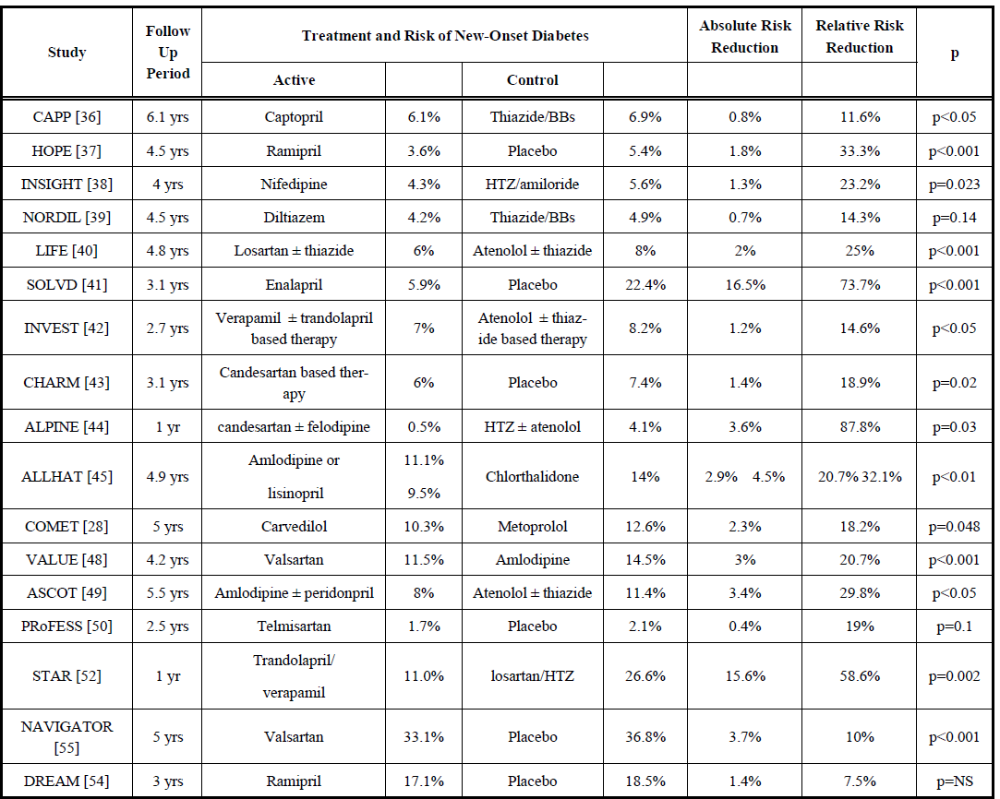 Study Follow Up Period Treatment and Risk of New-Onset Diabetes Absolute Risk Reduction Relative Risk Reduction p
Active Control
CAPP [36] 6.1 yrs Captopril 6.1% Thiazide/BBs 6.9% 0.8% 11.6% p<0.05
HOPE [37] 4.5 yrs Ramipril 3.6% Placebo 5.4% 1.8% 33.3% p<0.001
INSIGHT [38] 4 yrs Nifedipine 4.3% HTZ/amiloride 5.6% 1.3% 23.2% p=0.023
NORDIL [39] 4.5 yrs Diltiazem 4.2% Thiazide/BBs 4.9% 0.7% 14.3% p=0.14
LIFE [40] 4.8 yrs Losartan ± thiazide 6% Atenolol ± thiazide 8% 2% 25% p<0.001
SOLVD [41] 3.1 yrs Enalapril 5.9% Placebo 22.4% 16.5% 73.7% p<0.001
INVEST [42] 2.7 yrs Verapamil ± trandolapril based therapy 7% Atenolol ± thiaz-ide based therapy 8.2% 1.2% 14.6% p<0.05
CHARM [43] 3.1 yrs Candesartan based ther-apy 6% Placebo 7.4% 1.4% 18.9% p=0.02
ALPINE [44] 1 yr candesartan ± felodipine 0.5% HTZ ± atenolol 4.1% 3.6% 87.8% p=0.03
ALLHAT [45] 4.9 yrs Amlodipine or lisinopril 11.1% 9.5% Chlorthalidone 14% 2.9% 4.5% 20.7% 32.1% p<0.01
COMET [28] 5 yrs Carvedilol 10.3% Metoprolol 12.6% 2.3% 18.2% p=0.048
VALUE [48] 4.2 yrs Valsartan 11.5% Amlodipine 14.5% 3% 20.7% p<0.001
ASCOT [49] 5.5 yrs Amlodipine ± peridonpril 8% Atenolol ± thiazide 11.4% 3.4% 29.8% p<0.05
PRoFESS [50] 2.5 yrs Telmisartan 1.7% Placebo 2.1% 0.4% 19% p=0.1
STAR [52] 1 yr Trandolapril/ verapamil 11.0% losartan/HTZ 26.6% 15.6% 58.6% p=0.002
NAVIGATOR [55] 5 yrs Valsartan 33.1% Placebo 36.8% 3.7% 10% p<0.001
DREAM [54] 3 yrs Ramipril 17.1% Placebo 18.5% 1.4% 7.5% p=NS